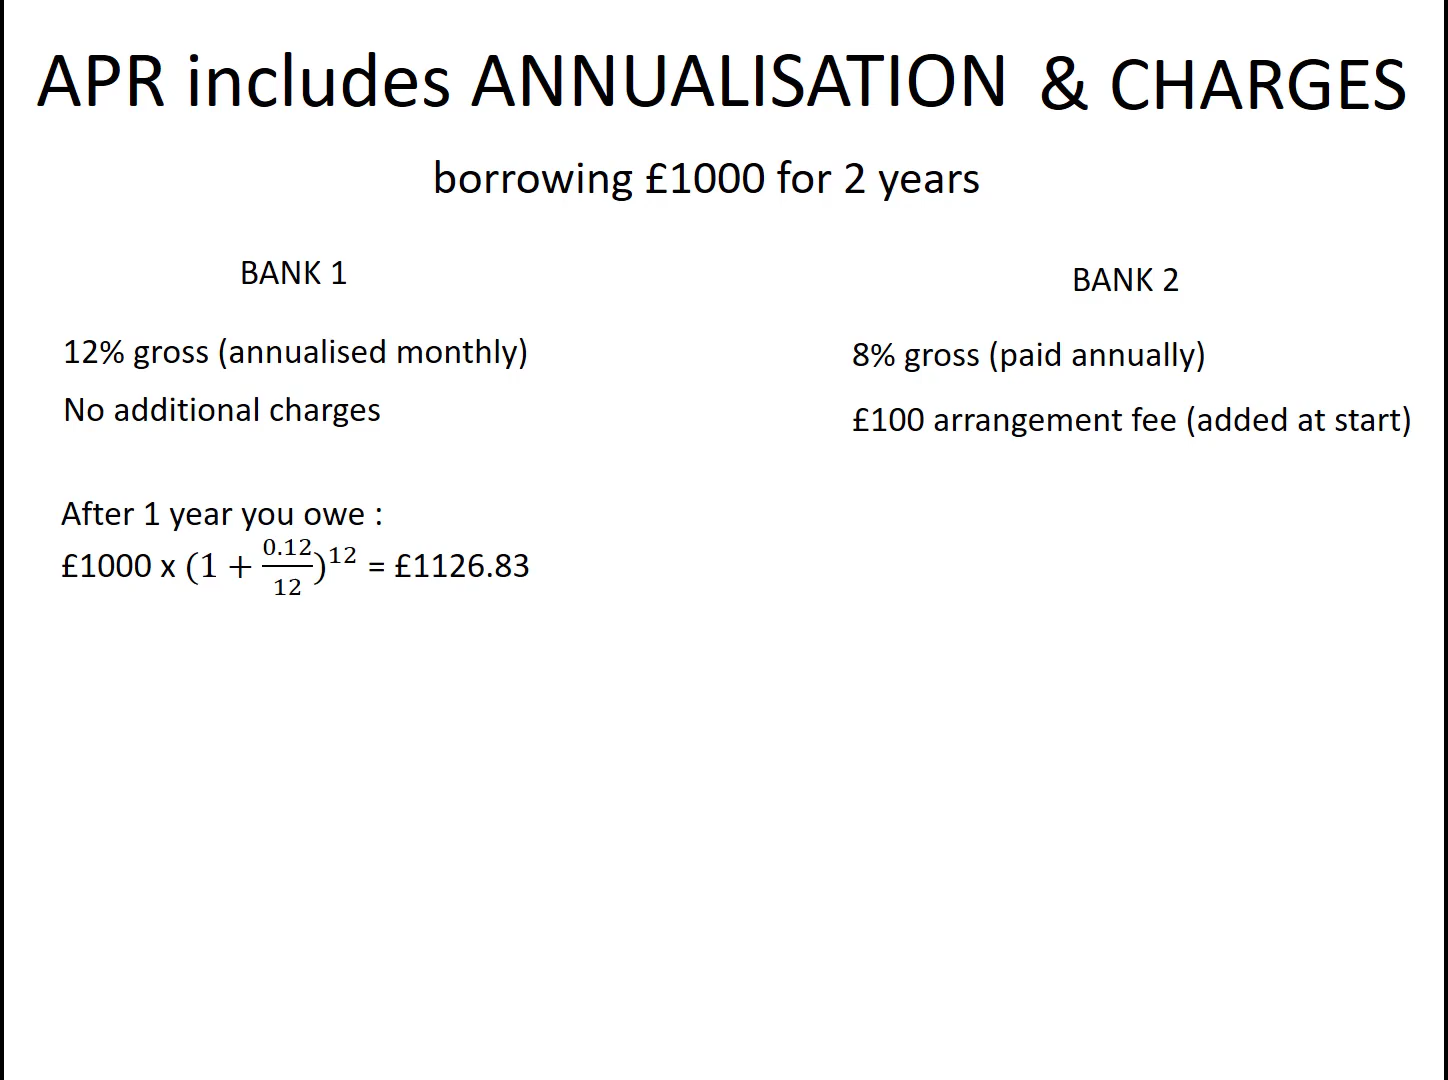 APR includes ANNUALISATION & CHARGES
borrowing £1000 for 2 years
BANK 1
12% gross (annualised monthly)
No additional charges
After 1 year you owe :
£1000 x (1 + 0.12/12)^12 = £1126.83
BANK 2
8% gross (paid annually)
£100 arrangement fee (added at start)